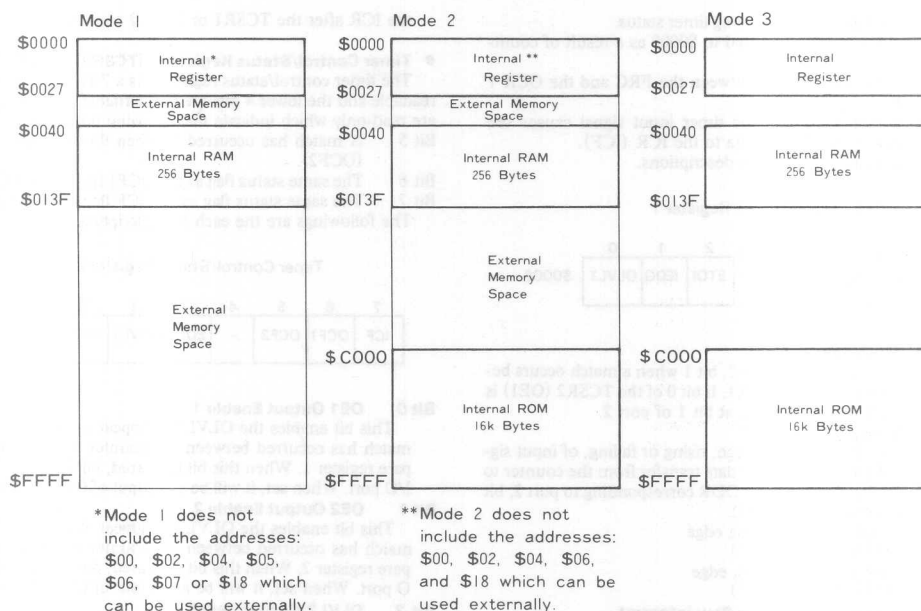 Mode 1
$0000
Internal *
Register
$0027
External Memory
Space
$0040
Internal RAM
256 Bytes
$013F
External
Memory
Space
$FFFF
*Mode 1 does not
include the addresses:
$00, $02, $04, $05,
$06, $07 or $18 which
can be used externally.
Mode 2
$0000
Internal **
Register
$0027
External Memory
Space
$0040
Internal RAM
256 Bytes
$013F
External
Memory
Space
$C000
Internal ROM
16k Bytes
$FFFF
**Mode 2 does not
include the addresses:
$00, $02, $04, $06,
and $18 which can be
used externally.
Mode 3
$0000
Internal
Register
$0027
$0040
Internal RAM
256 Bytes
$013F
$C000
Internal ROM
16k Bytes
$FFFF